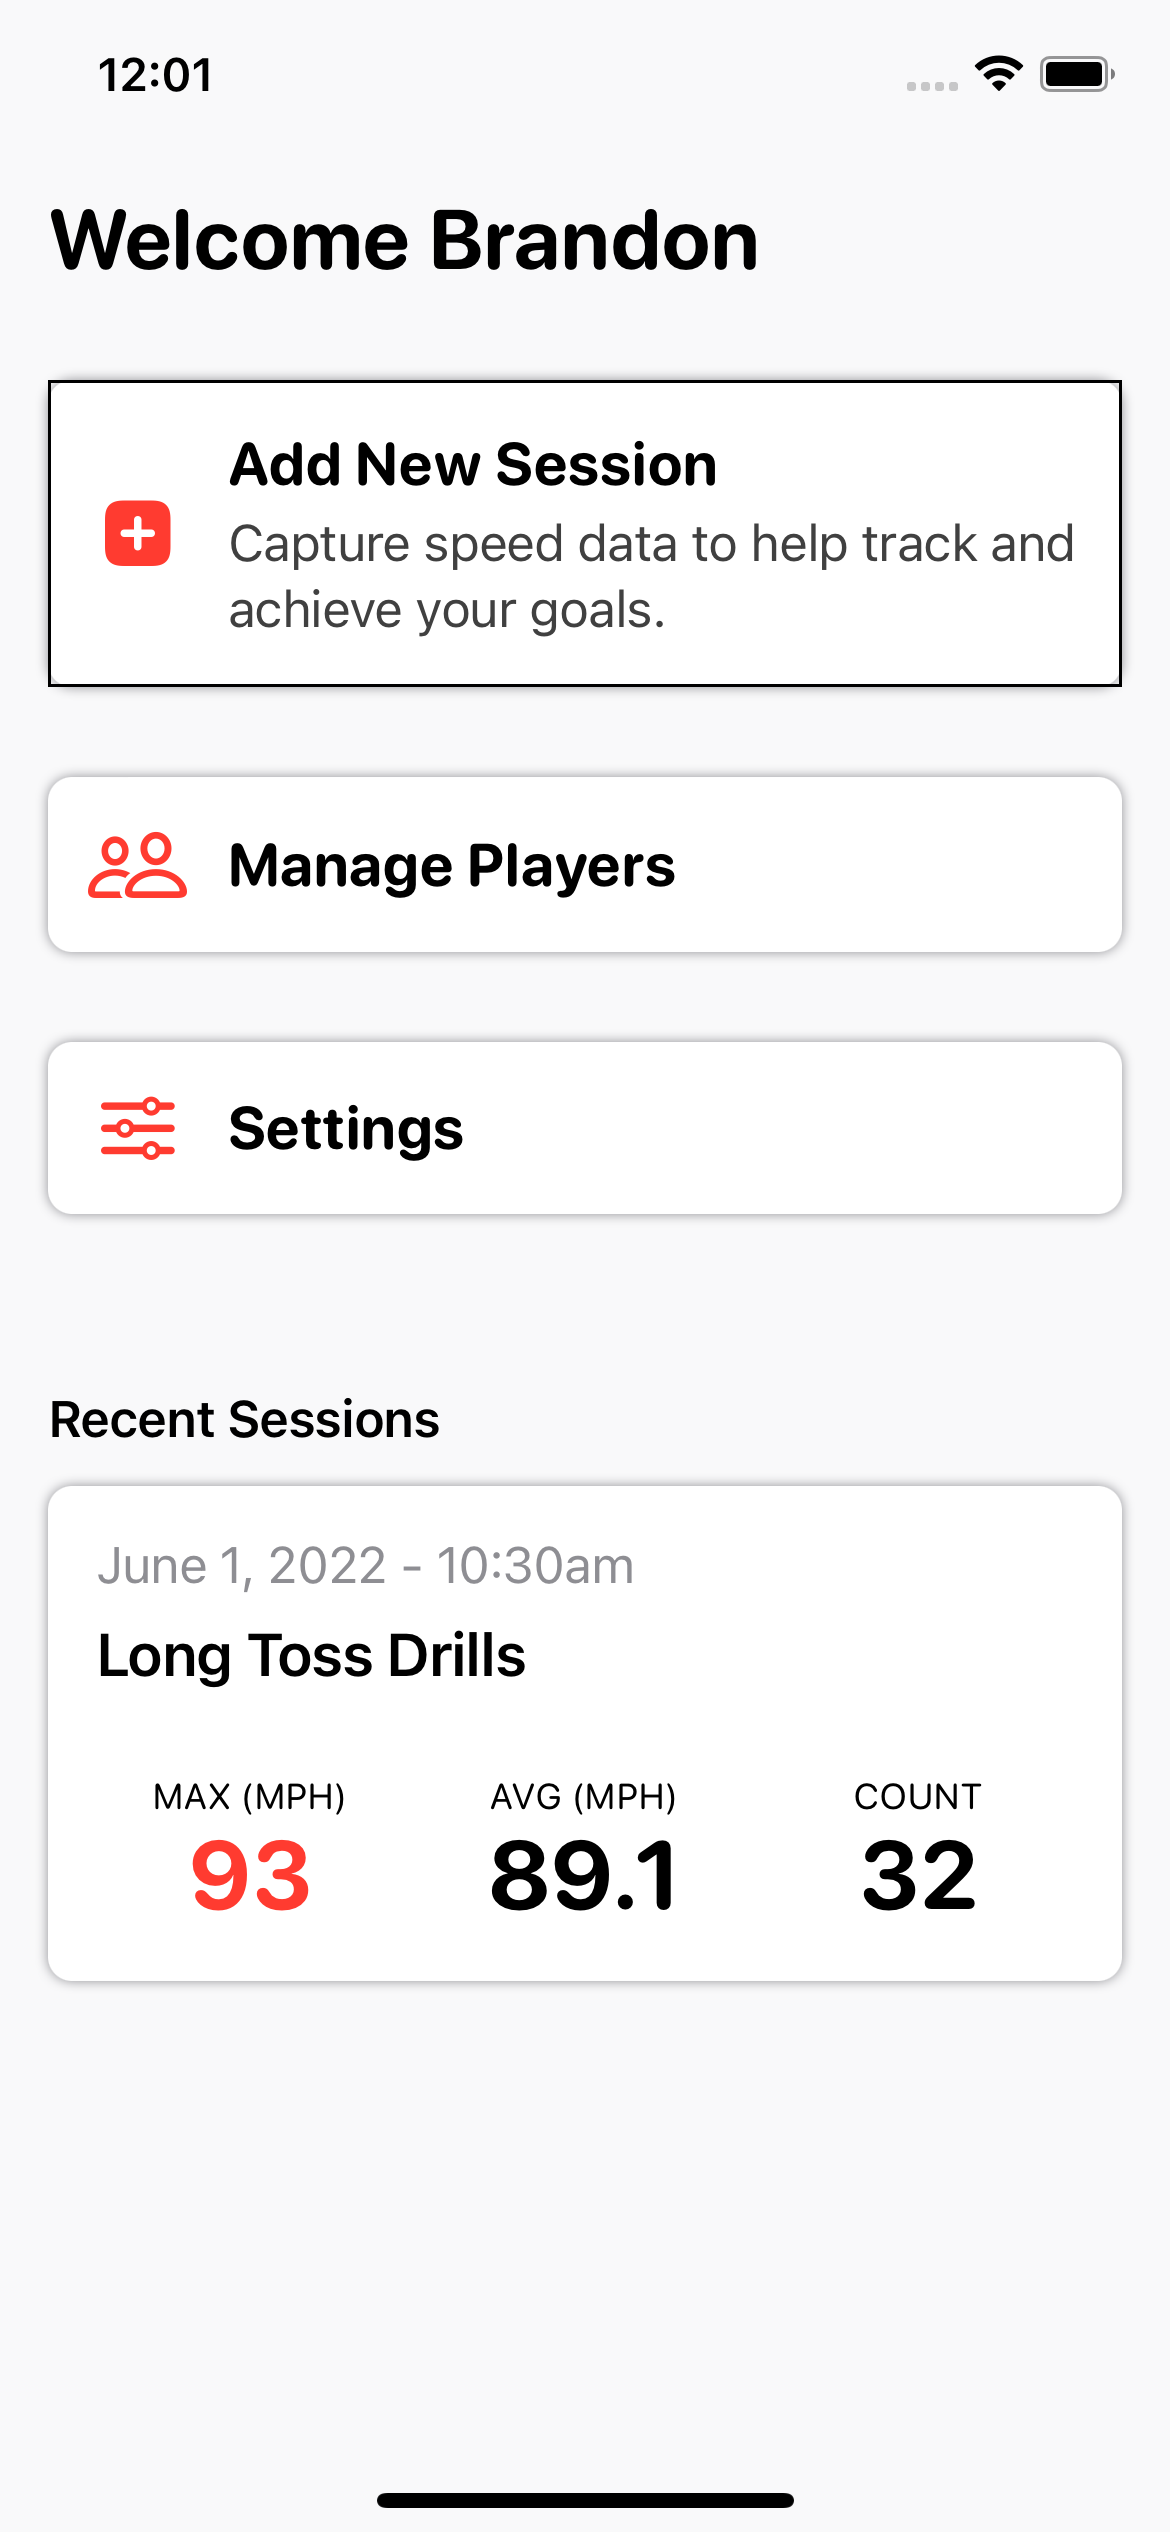 12:01
Welcome Brandon
Add New Session
Capture speed data to help track and
achieve your goals.
Manage Players
Settings
Recent Sessions
June 1, 2022 - 10:30am
Long Toss Drills
MAX (MPH) AVG (MPH) COUNT
93 89.1 32